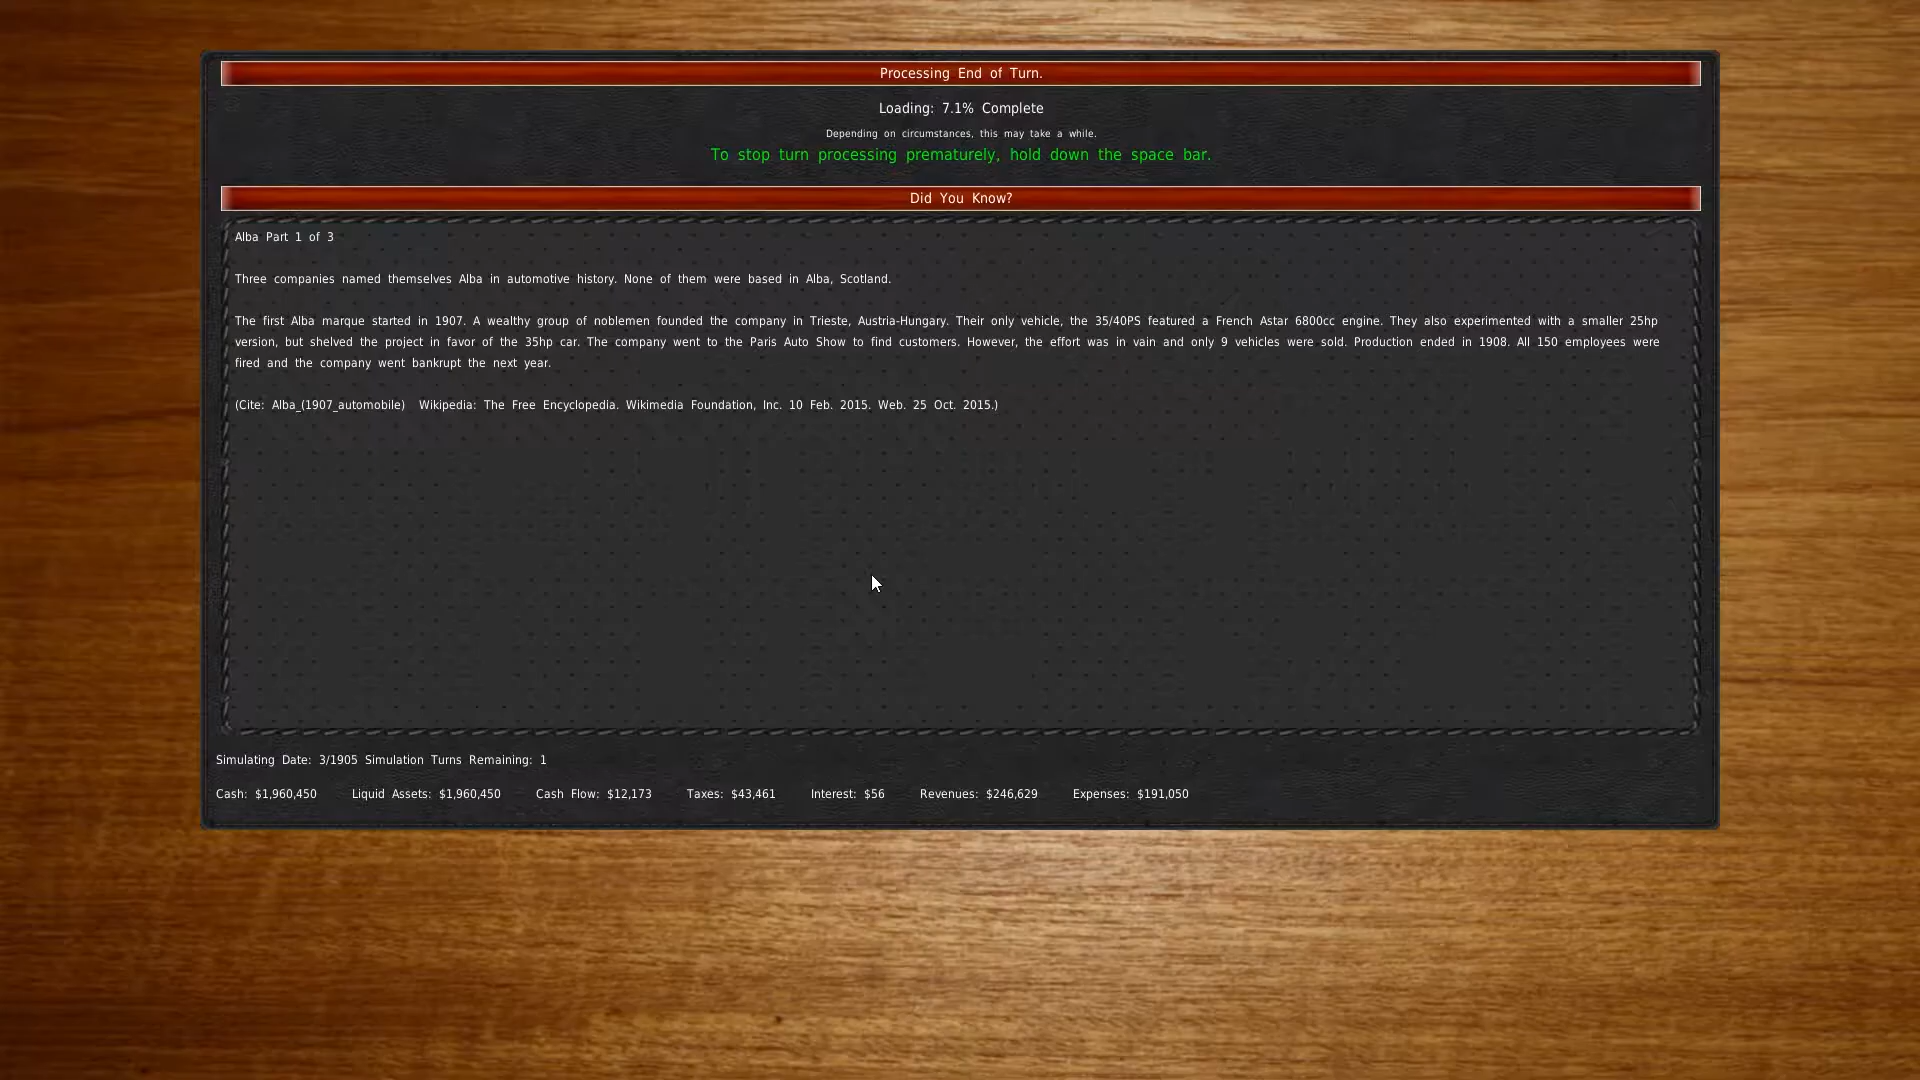 Processing End of Turn.
Loading: 7.1% Complete
Depending on circumstances, this may take a while.
To stop turn processing prematurely, hold down the space bar.
Did You Know?
Alba Part 1 of 3
Three companies named themselves Alba in automotive history. None of them were based in Alba, Scotland.
The first Alba marque started in 1907. A wealthy group of noblemen founded the company in Trieste, Austria-Hungary. Their only vehicle, the 35/40PS featured a French Astar 6800cc engine. They also experimented with a smaller 25hp
version, but shelved the project in favor of the 35hp car. The company went to the Paris Auto Show to find customers. However, the effort was in vain and only 9 vehicles were sold. Production ended in 1908. All 150 employees were
fired and the company went bankrupt the next year.
(Cite: Alba_(1907_automobile) Wikipedia: The Free Encyclopedia. Wikimedia Foundation, Inc. 10 Feb. 2015. Web. 25 Oct. 2015.)
Simulating Date: 3/1905 Simulation Turns Remaining: 1
Cash: $1,960,450 Liquid Assets: $1,960,450 Cash Flow: $12,173 Taxes: $43,461 Interest: $56 Revenues: $246,629 Expenses: $191,050